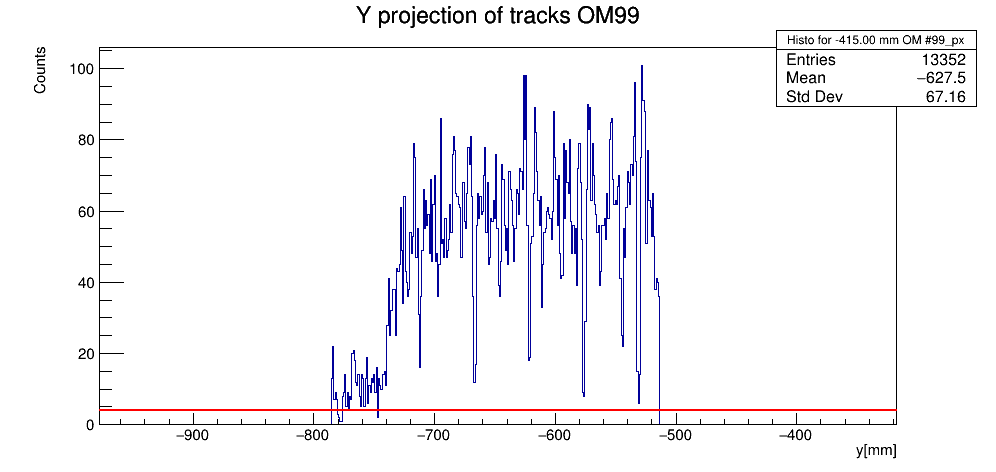 Y projection of tracks OM99
Histo for -415.00 mm OM #99_px
Entries 13352
Mean −627.5
Std Dev 67.16
Counts
100
80
60
40
20
0
−900 −800 −700 −600 −500 −400
y[mm]